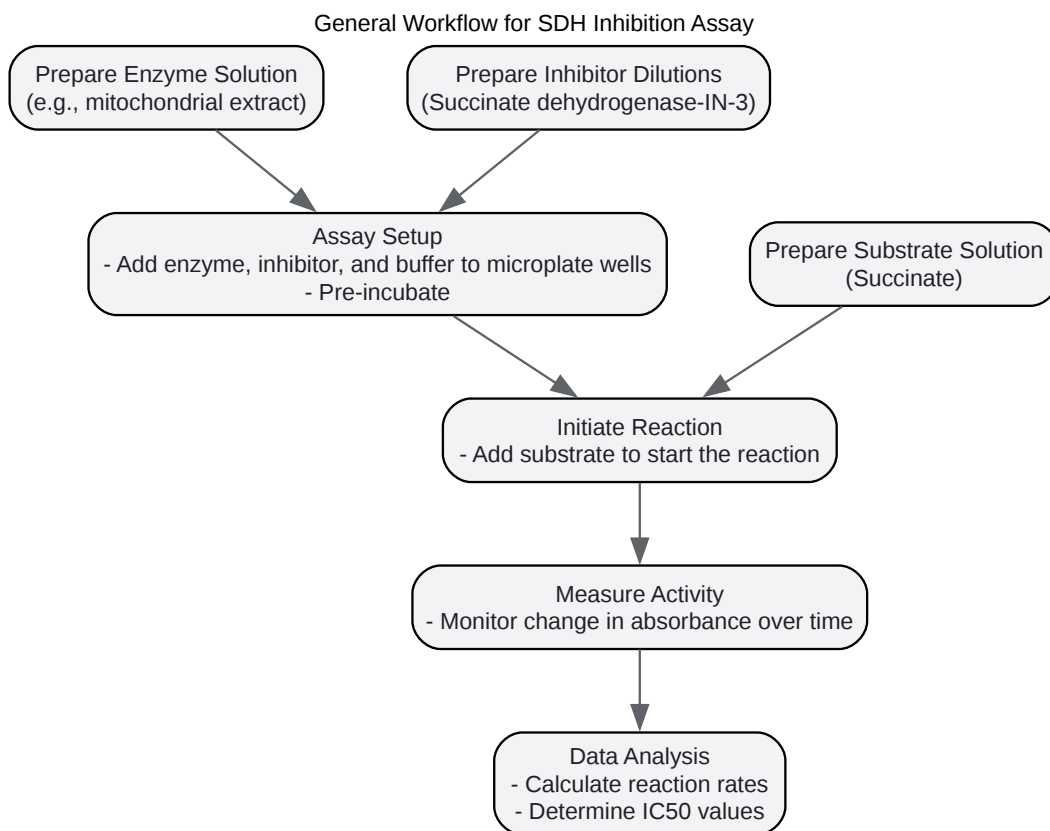 General Workflow for SDH Inhibition Assay
Prepare Enzyme Solution
(e.g., mitochondrial extract)
Prepare Inhibitor Dilutions
(Succinate dehydrogenase-IN-3)
Assay Setup
- Add enzyme, inhibitor, and buffer to microplate wells
- Pre-incubate
Prepare Substrate Solution
(Succinate)
Initiate Reaction
- Add substrate to start the reaction
Measure Activity
- Monitor change in absorbance over time
Data Analysis
- Calculate reaction rates
- Determine IC50 values